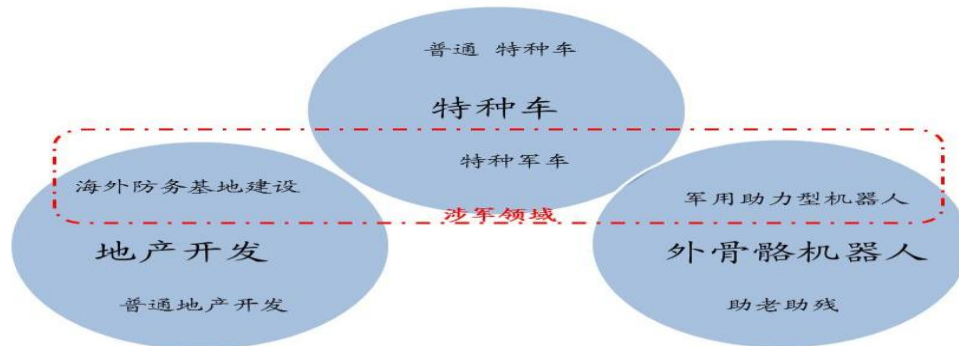 普通 特种车
特种车
特种军车
海外防务基地建设
军用助力型机器人
涉军领域
地产开发
外骨骼机器人
普通地产开发
助老助残